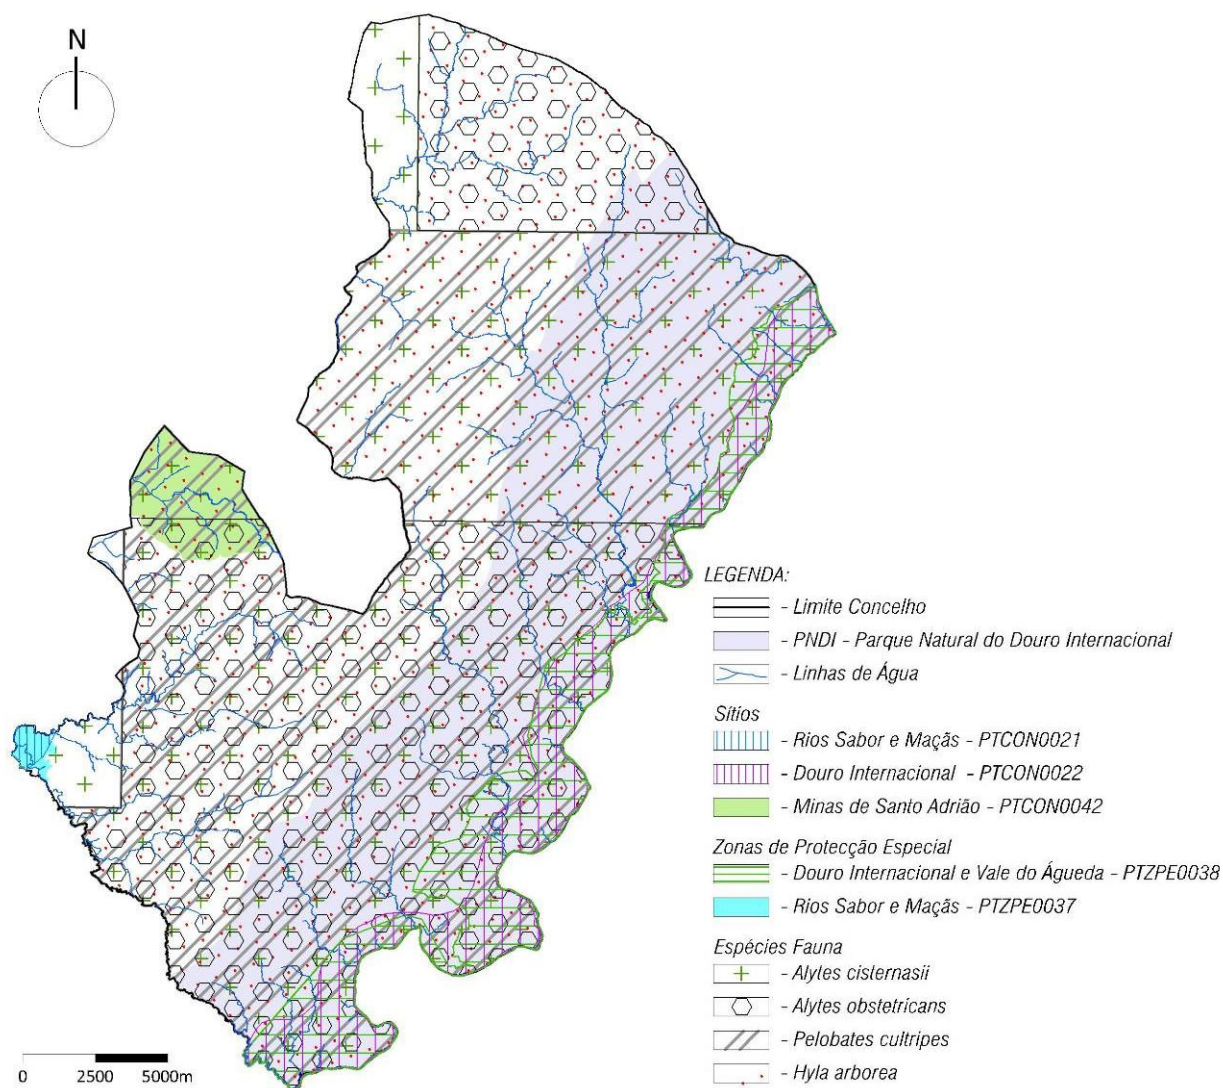 N
LEGENDA:
- Limite Concelho
- PNDI - Parque Natural do Douro Internacional
- Linhas de Água
Sítios
- Rios Sabor e Maçãs - PTCON0021
- Douro Internacional - PTCON0022
- Minas de Santo Adrião - PTCON0042
Zonas de Protecção Especial
- Douro Internacional e Vale do Águeda - PTZPE0038
- Rios Sabor e Maçãs - PTZPE0037
Espécies Fauna
- Alytes cisternasii
- Alytes obstetricans
- Pelobates cultripes
- Hyla arborea
0 2500 5000m